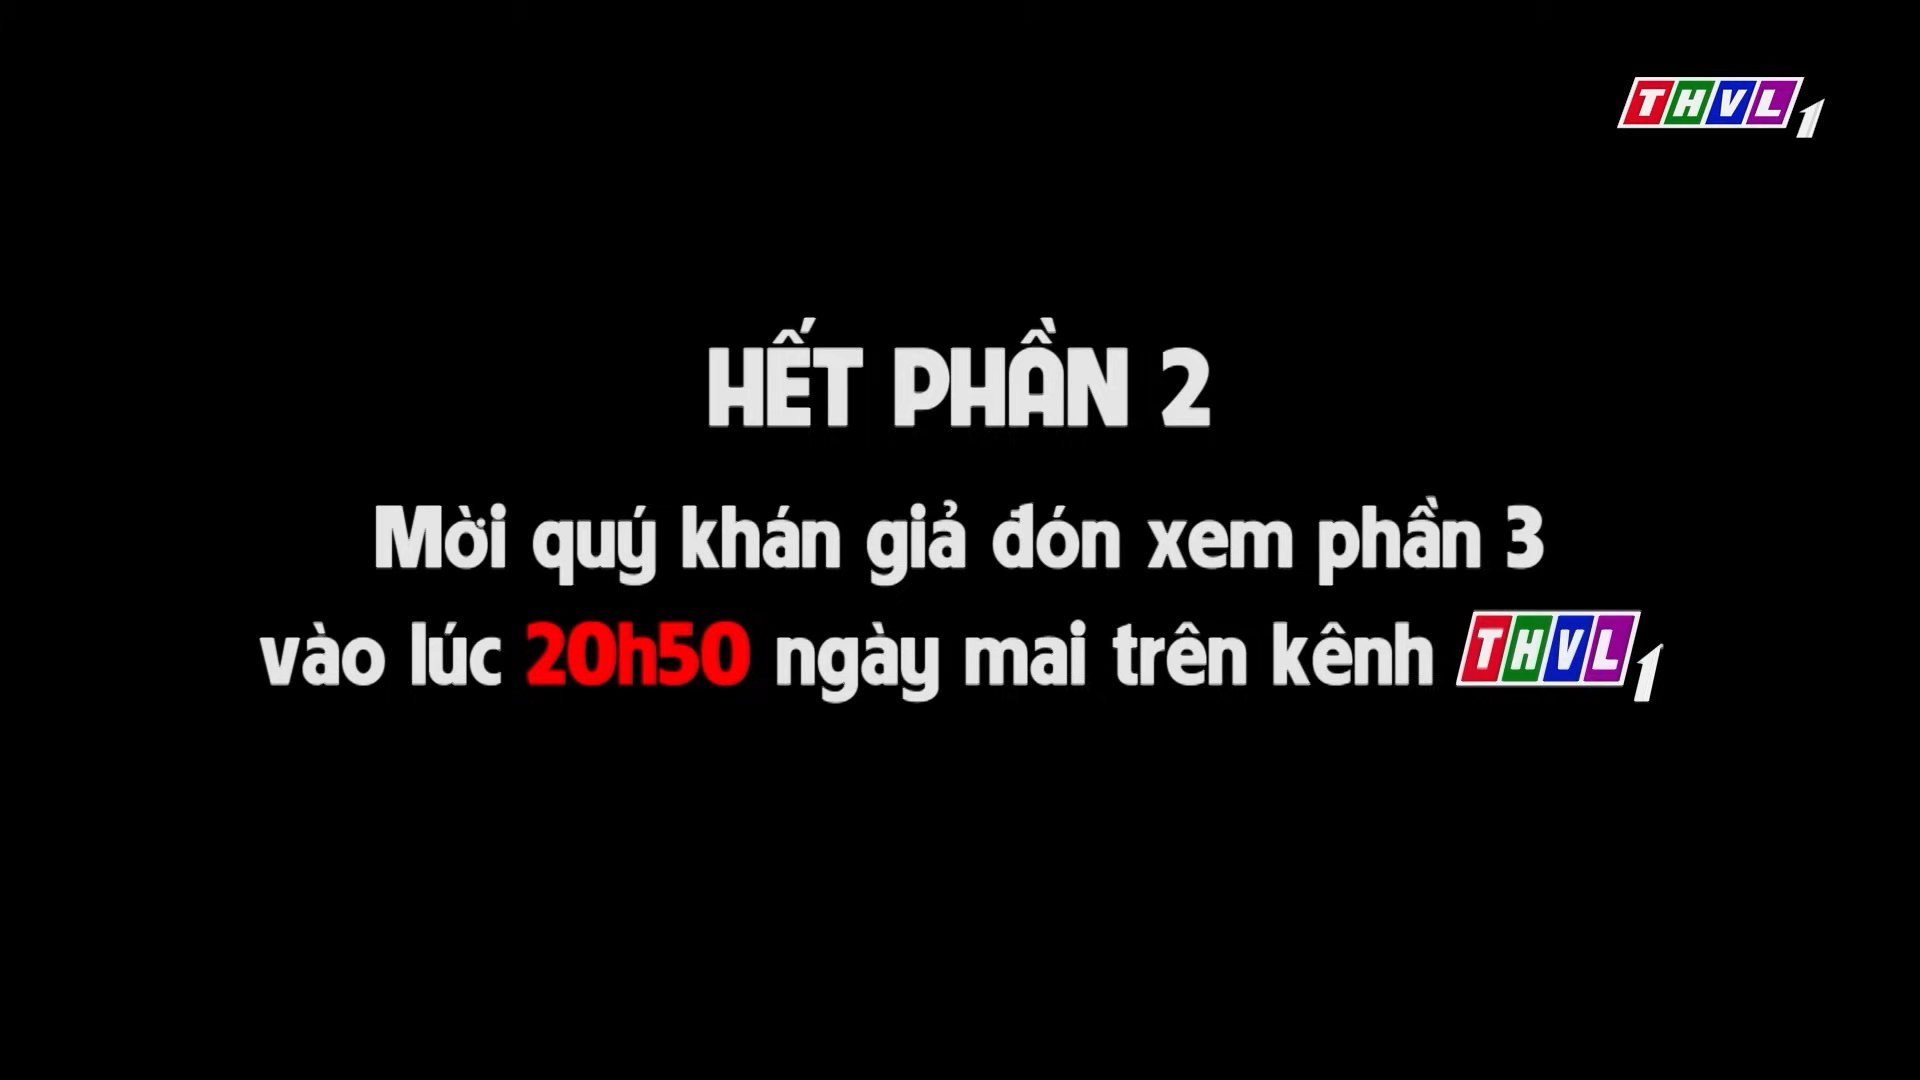 THVL1
HẾT PHẦN 2
Mời quý khán giả đón xem phần 3
vào lúc 20h50 ngày mai trên kênh THVL1